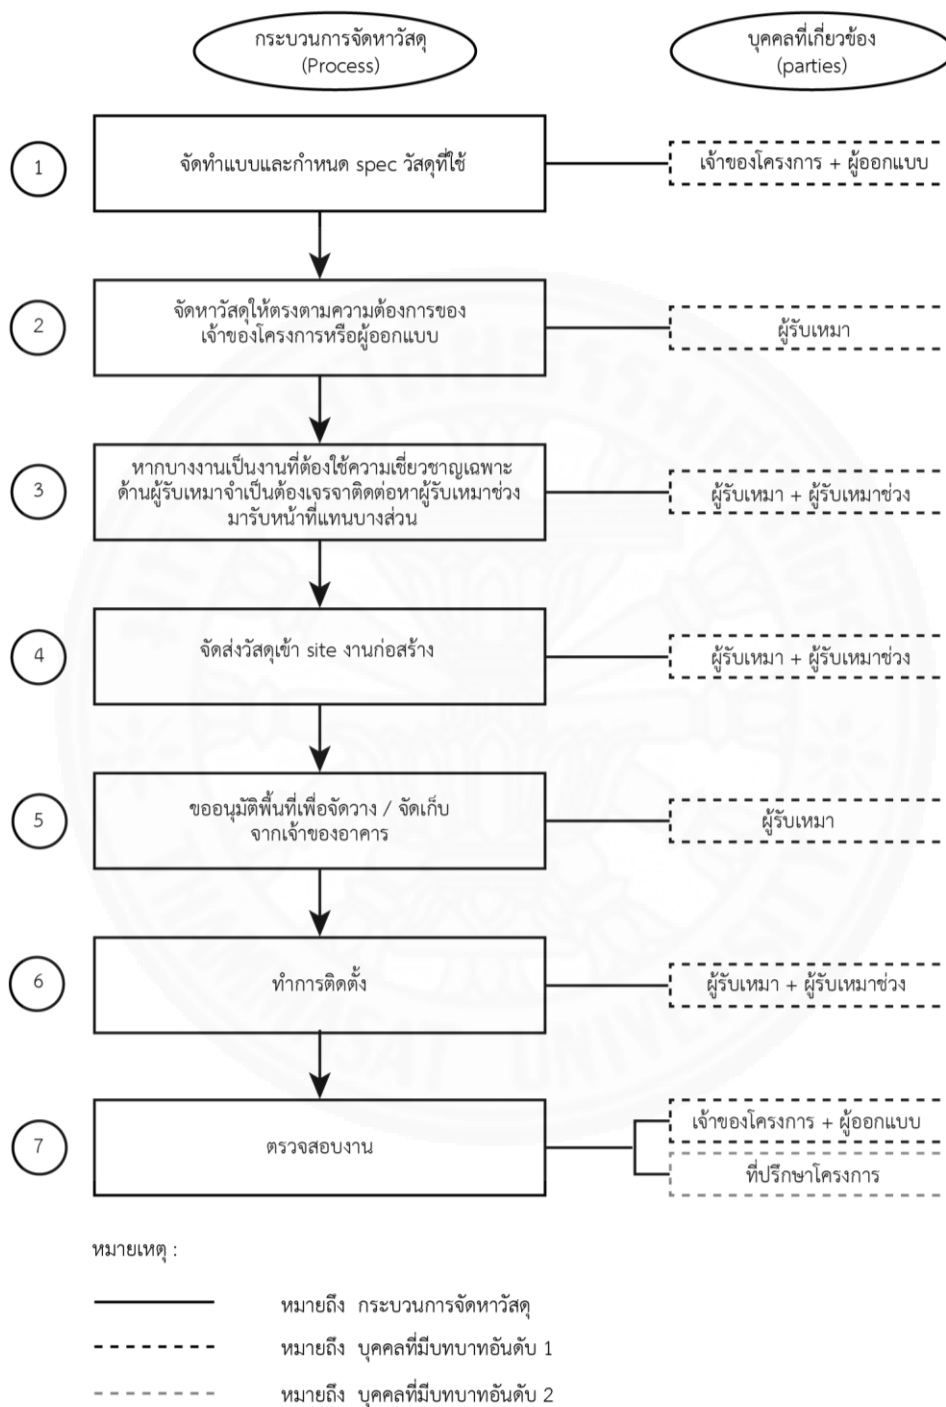 กระบวนการจัดหาวัสดุ
(Process)
บุคคลที่เกี่ยวข้อง
(parties)
1
จัดทำแบบและกำหนด spec วัสดุที่ใช้
เจ้าของโครงการ + ผู้ออกแบบ
2
จัดหาวัสดุให้ตรงตามความต้องการของ
เจ้าของโครงการหรือผู้ออกแบบ
ผู้รับเหมา
3
หากบางงานเป็นงานที่ต้องใช้ความเชี่ยวชาญเฉพาะ
ด้านผู้รับเหมาจำเป็นต้องเจรจาติดต่อหาผู้รับเหมาช่วง
มารับหน้าที่แทนบางส่วน
ผู้รับเหมา + ผู้รับเหมาช่วง
4
จัดส่งวัสดุเข้า site งานก่อสร้าง
ผู้รับเหมา + ผู้รับเหมาช่วง
5
ขออนุมัติพื้นที่เพื่อจัดวาง / จัดเก็บ
จากเจ้าของอาคาร
ผู้รับเหมา
6
ทำการติดตั้ง
ผู้รับเหมา + ผู้รับเหมาช่วง
7
ตรวจสอบงาน
เจ้าของโครงการ + ผู้ออกแบบ
ที่ปรึกษาโครงการ
หมายเหตุ :
หมายถึง กระบวนการจัดหาวัสดุ
หมายถึง บุคคลที่มีบทบาทอันดับ 1
หมายถึง บุคคลที่มีบทบาทอันดับ 2
THAMMASAT UNIVERSITY